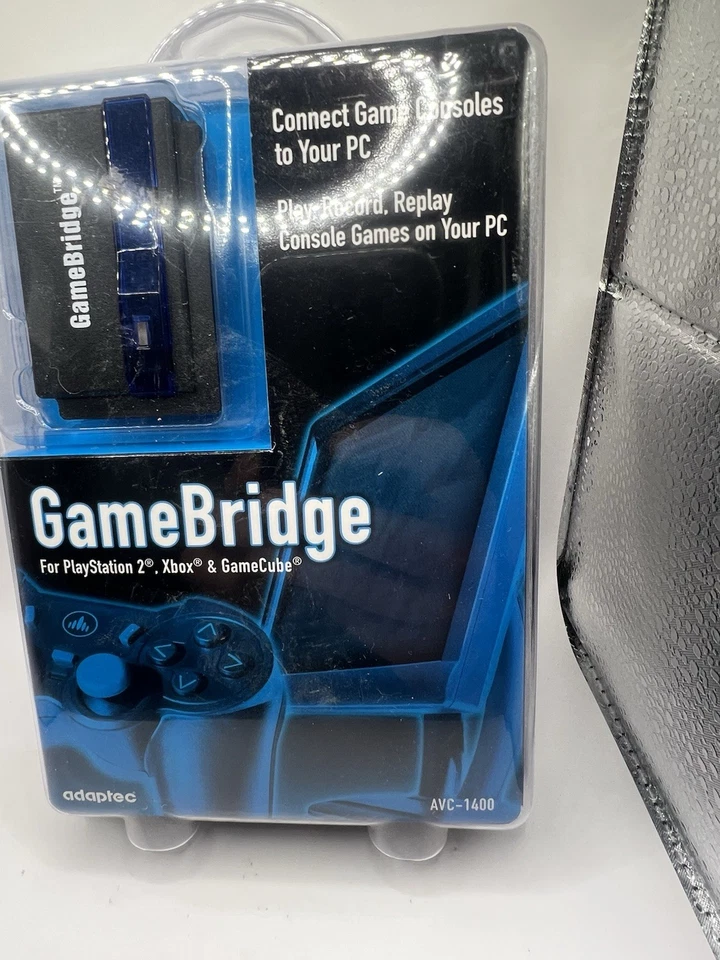 GameBridge™
Connect Game Consoles
to Your PC
Play, Record, Replay
Console Games on Your PC
GameBridge
For PlayStation 2®, Xbox® & GameCube®
adaptec
AVC-1400